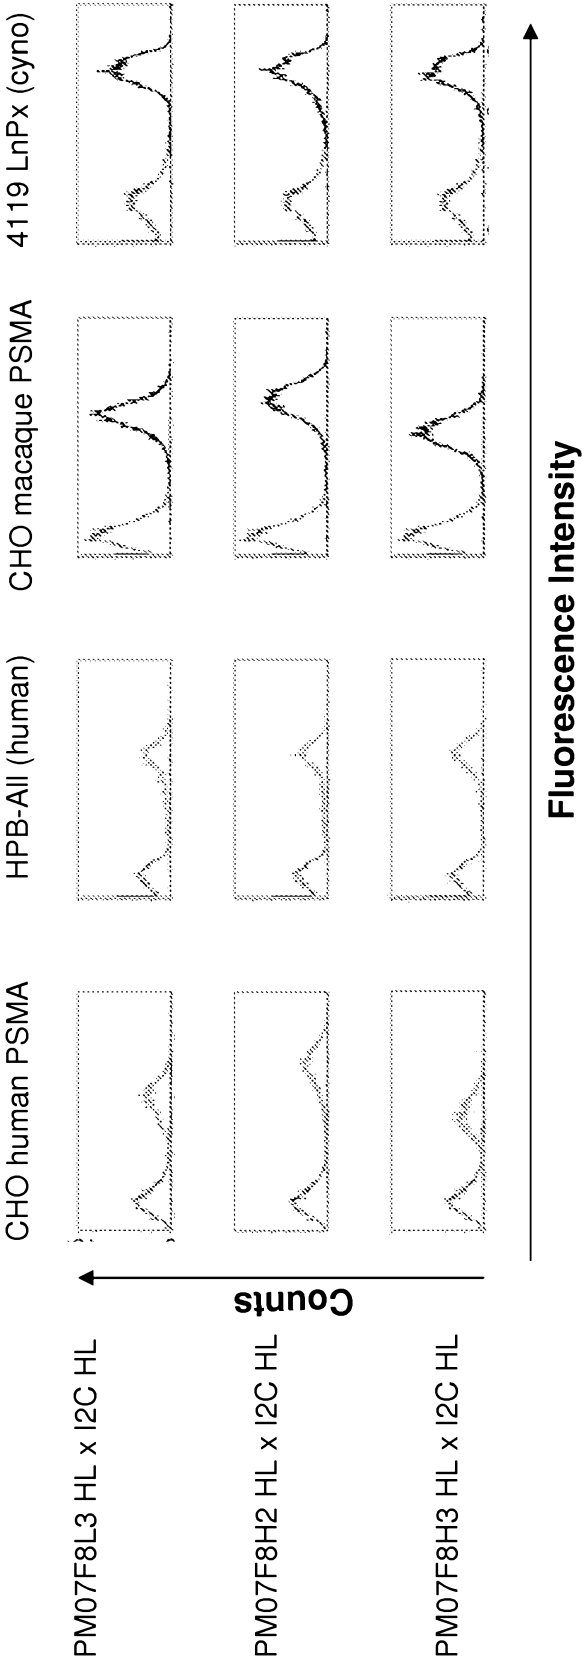 CHO human PSMA
HPB-All (human)
CHO macaque PSMA
4119 LnPx (cyno)
PM07F8L3 HL x I2C HL
PM07F8H2 HL x I2C HL
PM07F8H3 HL x I2C HL
Counts
Fluorescence Intensity